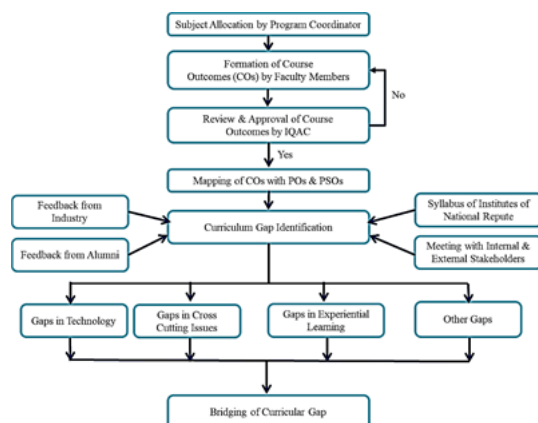 Subject Allocation by Program Coordinator
Formation of Course
Outcomes (COs) by Faculty Members
No
Review & Approval of Course
Outcomes by IQAC
Yes
Mapping of COs with POs & PSOs
Feedback from
Industry
Syllabus of Institutes of
National Repute
Curriculum Gap Identification
Feedback from Alumni
Meeting with Internal &
External Stakeholders
Gaps in Technology
Gaps in Cross
Cutting Issues
Gaps in Experiential
Learning
Other Gaps
Bridging of Curricular Gap